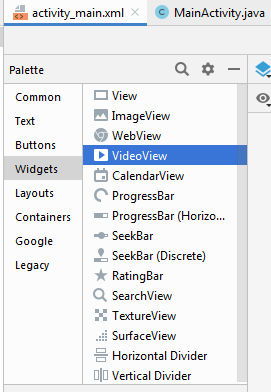 activity_main.xml MainActivity.java
Palette
Common
Text
Buttons
Widgets
Layouts
Containers
Google
Legacy
View
ImageView
WebView
VideoView
CalendarView
ProgressBar
ProgressBar (Horizo...
SeekBar
SeekBar (Discrete)
RatingBar
SearchView
TextureView
SurfaceView
Horizontal Divider
Vertical Divider